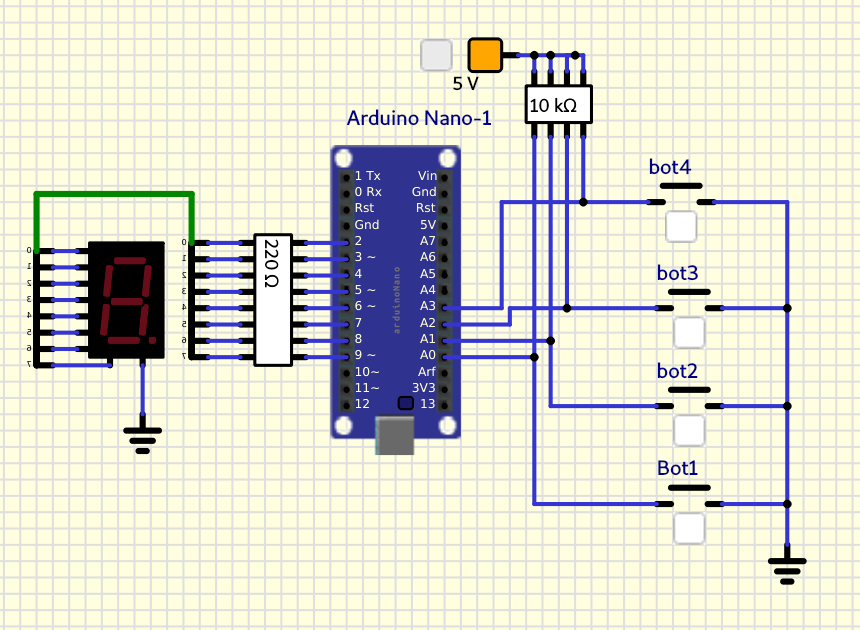 5 V
10 kΩ
Arduino Nano-1
bot4
bot3
bot2
Bot1
1 Tx Vin
0 Rx Gnd
Rst Rst
Gnd 5V
2 A7
3 ~ A6
4 A5
5 ~ A4
6 ~ A3
7 A2
8 A1
9 ~ A0
10~ Arf
11~ 3V3
12 13
arduinoNano
220 Ω
0
1
2
3
4
5
6
7
0
1
2
3
4
5
6
7